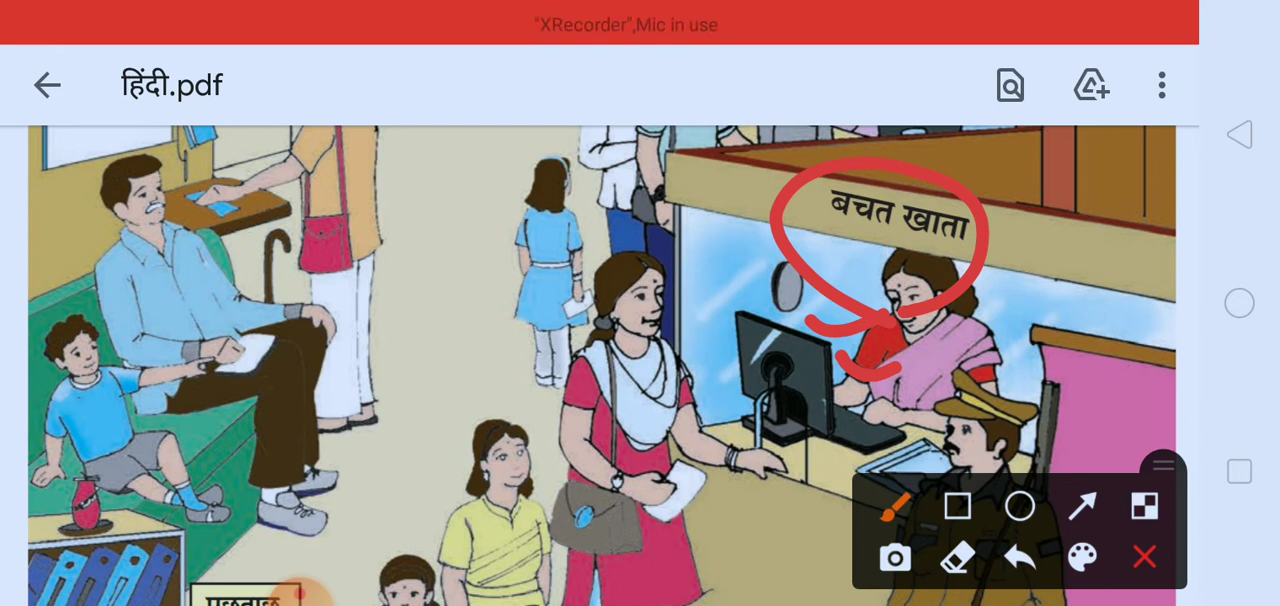 "XRecorder",Mic in use
हिंदी.pdf
बचत खाता